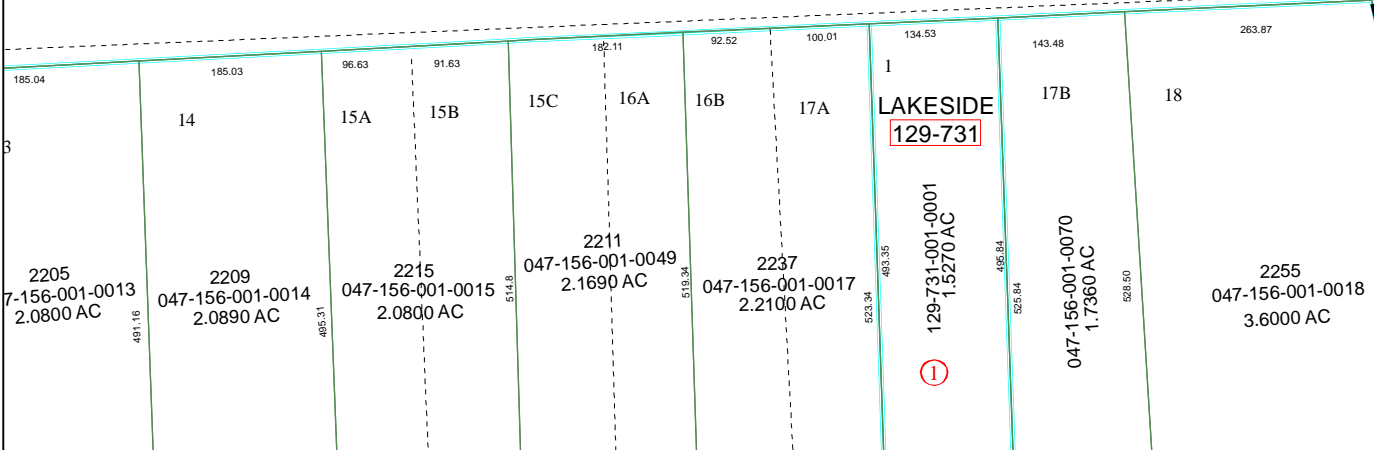 185.04
185.03
96.63
91.63
182.11
92.52
100.01
134.53
143.48
263.87
3
14
15A
15B
15C
16A
16B
17A
1
LAKESIDE
129-731
17B
18
2205
7-156-001-0013
2.0800 AC
491.16
2209
047-156-001-0014
2.0890 AC
495.31
2215
047-156-001-0015
2.0800 AC
514.8
2211
047-156-001-0049
2.1690 AC
519.34
2237
047-156-001-0017
2.2100 AC
523.34
493.35
129-731-001-0001
1.5270 AC
1
495.84
525.84
047-156-001-0070
1.7360 AC
528.50
2255
047-156-001-0018
3.6000 AC